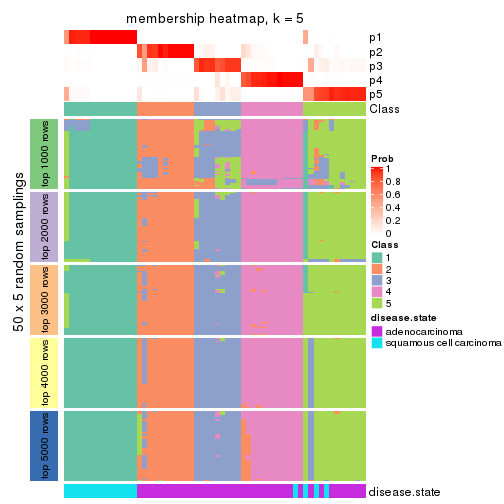 membership heatmap, k = 5
p1
p2
p3
p4
p5
Class
50 x 5 random samplings
top 1000 rows
top 2000 rows
top 3000 rows
top 4000 rows
top 5000 rows
Prob
1
0.8
0.6
0.4
0.2
0
Class
1
2
3
4
5
disease.state
adenocarcinoma
squamous cell carcinoma
disease.state